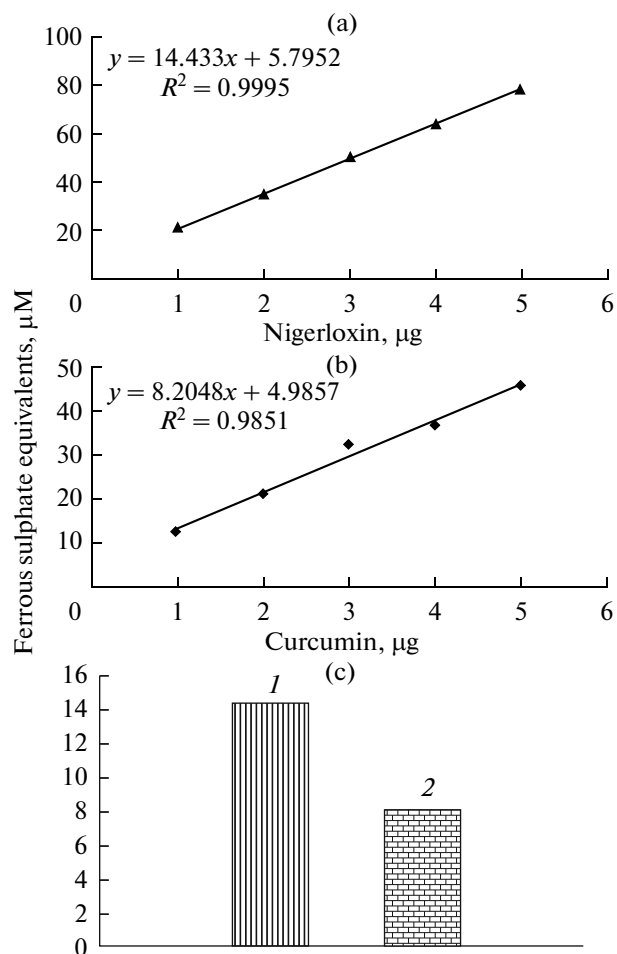 Ferrous sulphate equivalents, μM
(a)
y = 14.433x + 5.7952
R² = 0.9995
100
80
60
40
20
0 1 2 3 4 5 6
Nigerloxin, μg
(b)
y = 8.2048x + 4.9857
R² = 0.9851
50
40
30
20
10
0 1 2 3 4 5 6
Curcumin, μg
(c)
16
14
12
10
8
6
4
2
0
1
2